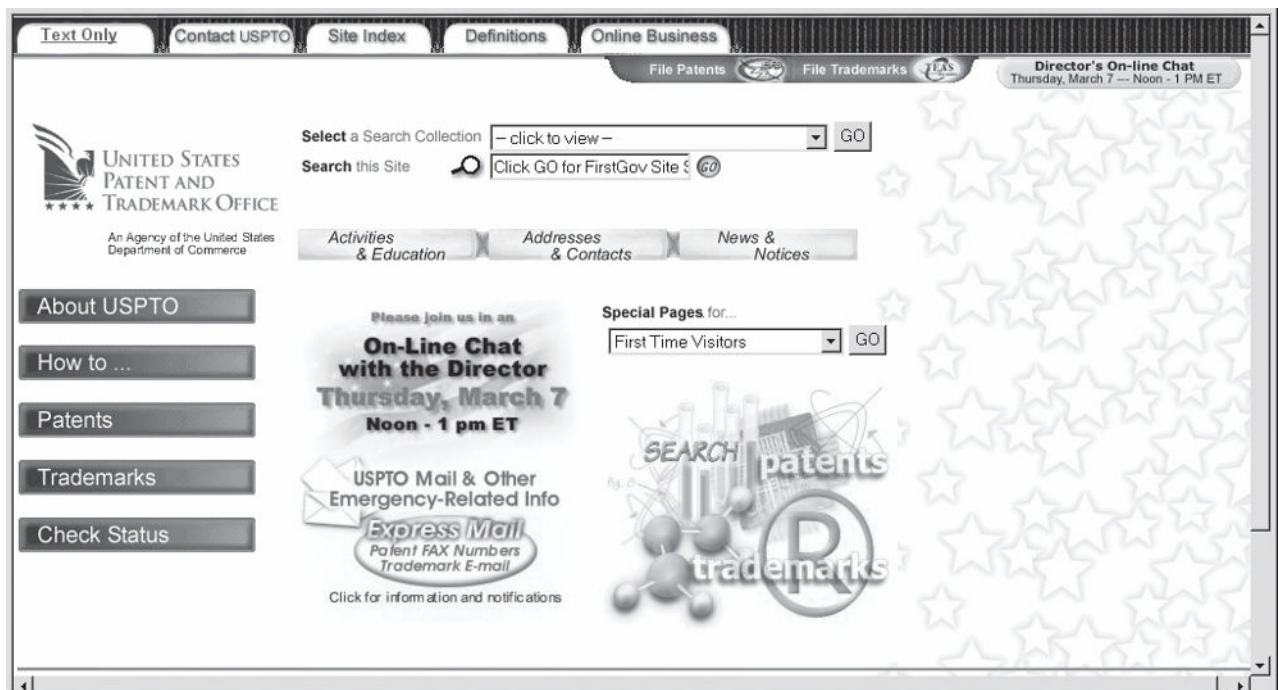 Text Only
Contact USPTO
Site Index
Definitions
Online Business
File Patents
File Trademarks
TEAS
Director's On-line Chat
Thursday, March 7 --- Noon - 1 PM ET
Select a Search Collection
– click to view –
GO
Search this Site
Click GO for FirstGov Site S
GO
UNITED STATES
PATENT AND
TRADEMARK OFFICE
An Agency of the United States
Department of Commerce
Activities
& Education
Addresses
& Contacts
News &
Notices
About USPTO
How to ...
Patents
Trademarks
Check Status
Please join us in an
On-Line Chat
with the Director
Thursday, March 7
Noon - 1 pm ET
USPTO Mail & Other
Emergency-Related Info
Express Mail
Patent FAX Numbers
Trademark E-mail
Click for information and notifications
Special Pages for...
First Time Visitors
GO
SEARCH
patents
R
trademarks